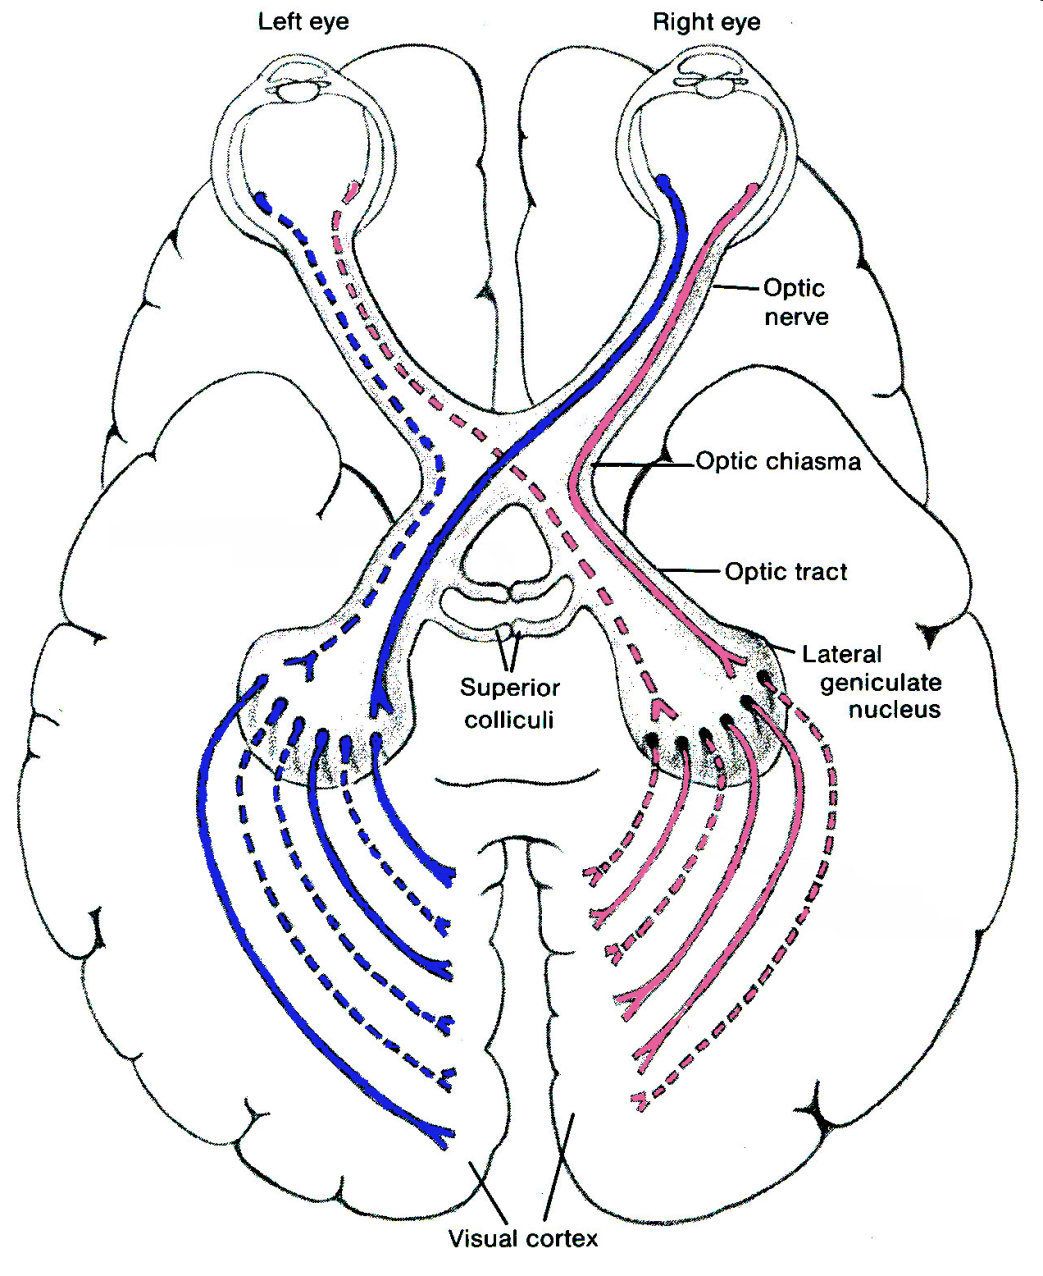 Left eye
Right eye
Optic
nerve
Optic chiasma
Optic tract
Lateral
geniculate
nucleus
Superior
colliculi
Visual cortex